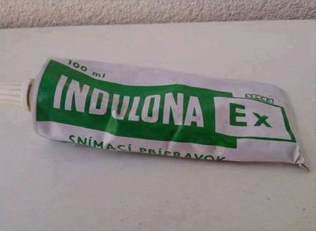 100 ml
INDULONA
Ex
SNÍMACÍ PRÍPRAVOK